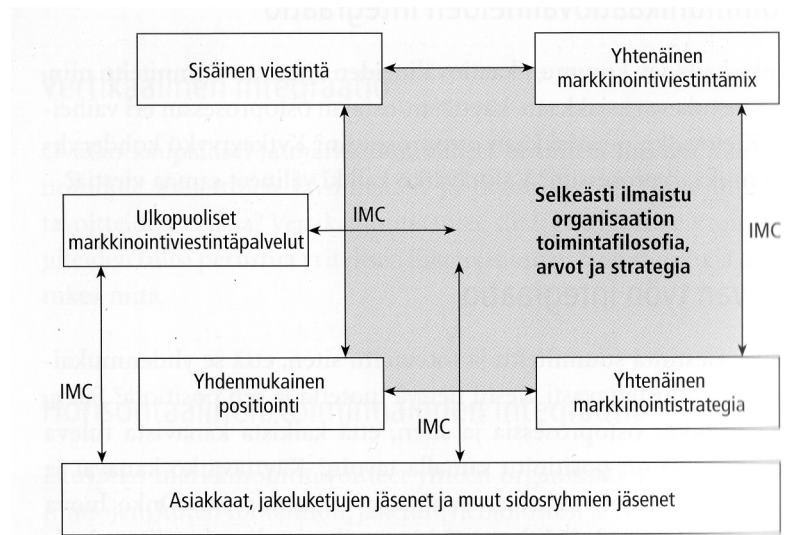 Sisäinen viestintä
Yhtenäinen
markkinointiviestintämix
Selkeästi ilmaistu
organisaation
toimintafilosofia,
arvot ja strategia
Ulkopuoliset
markkinointiviestintäpalvelut
IMC
IMC
Yhdenmukainen
positiointi
Yhtenäinen
markkinointistrategia
IMC
IMC
Asiakkaat, jakeluketjujen jäsenet ja muut sidosryhmien jäsenet